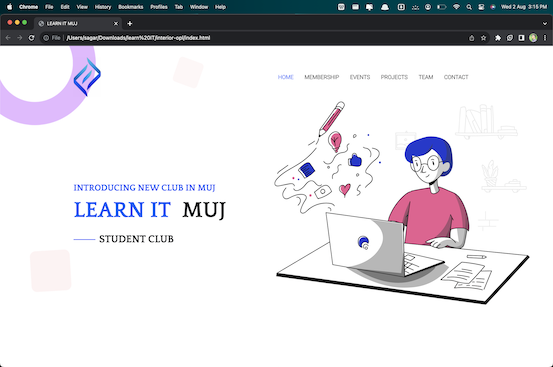 Chrome File Edit View History Bookmarks Profiles Tab Window Help
Wed 2 Aug 3:15 PM
LEARN IT MUJ
File /Users/sagar/Downloads/learn%20IT/interior-opl/index.html
HOME MEMBERSHIP EVENTS PROJECTS TEAM CONTACT
INTRODUCING NEW CLUB IN MUJ
LEARN IT MUJ
STUDENT CLUB